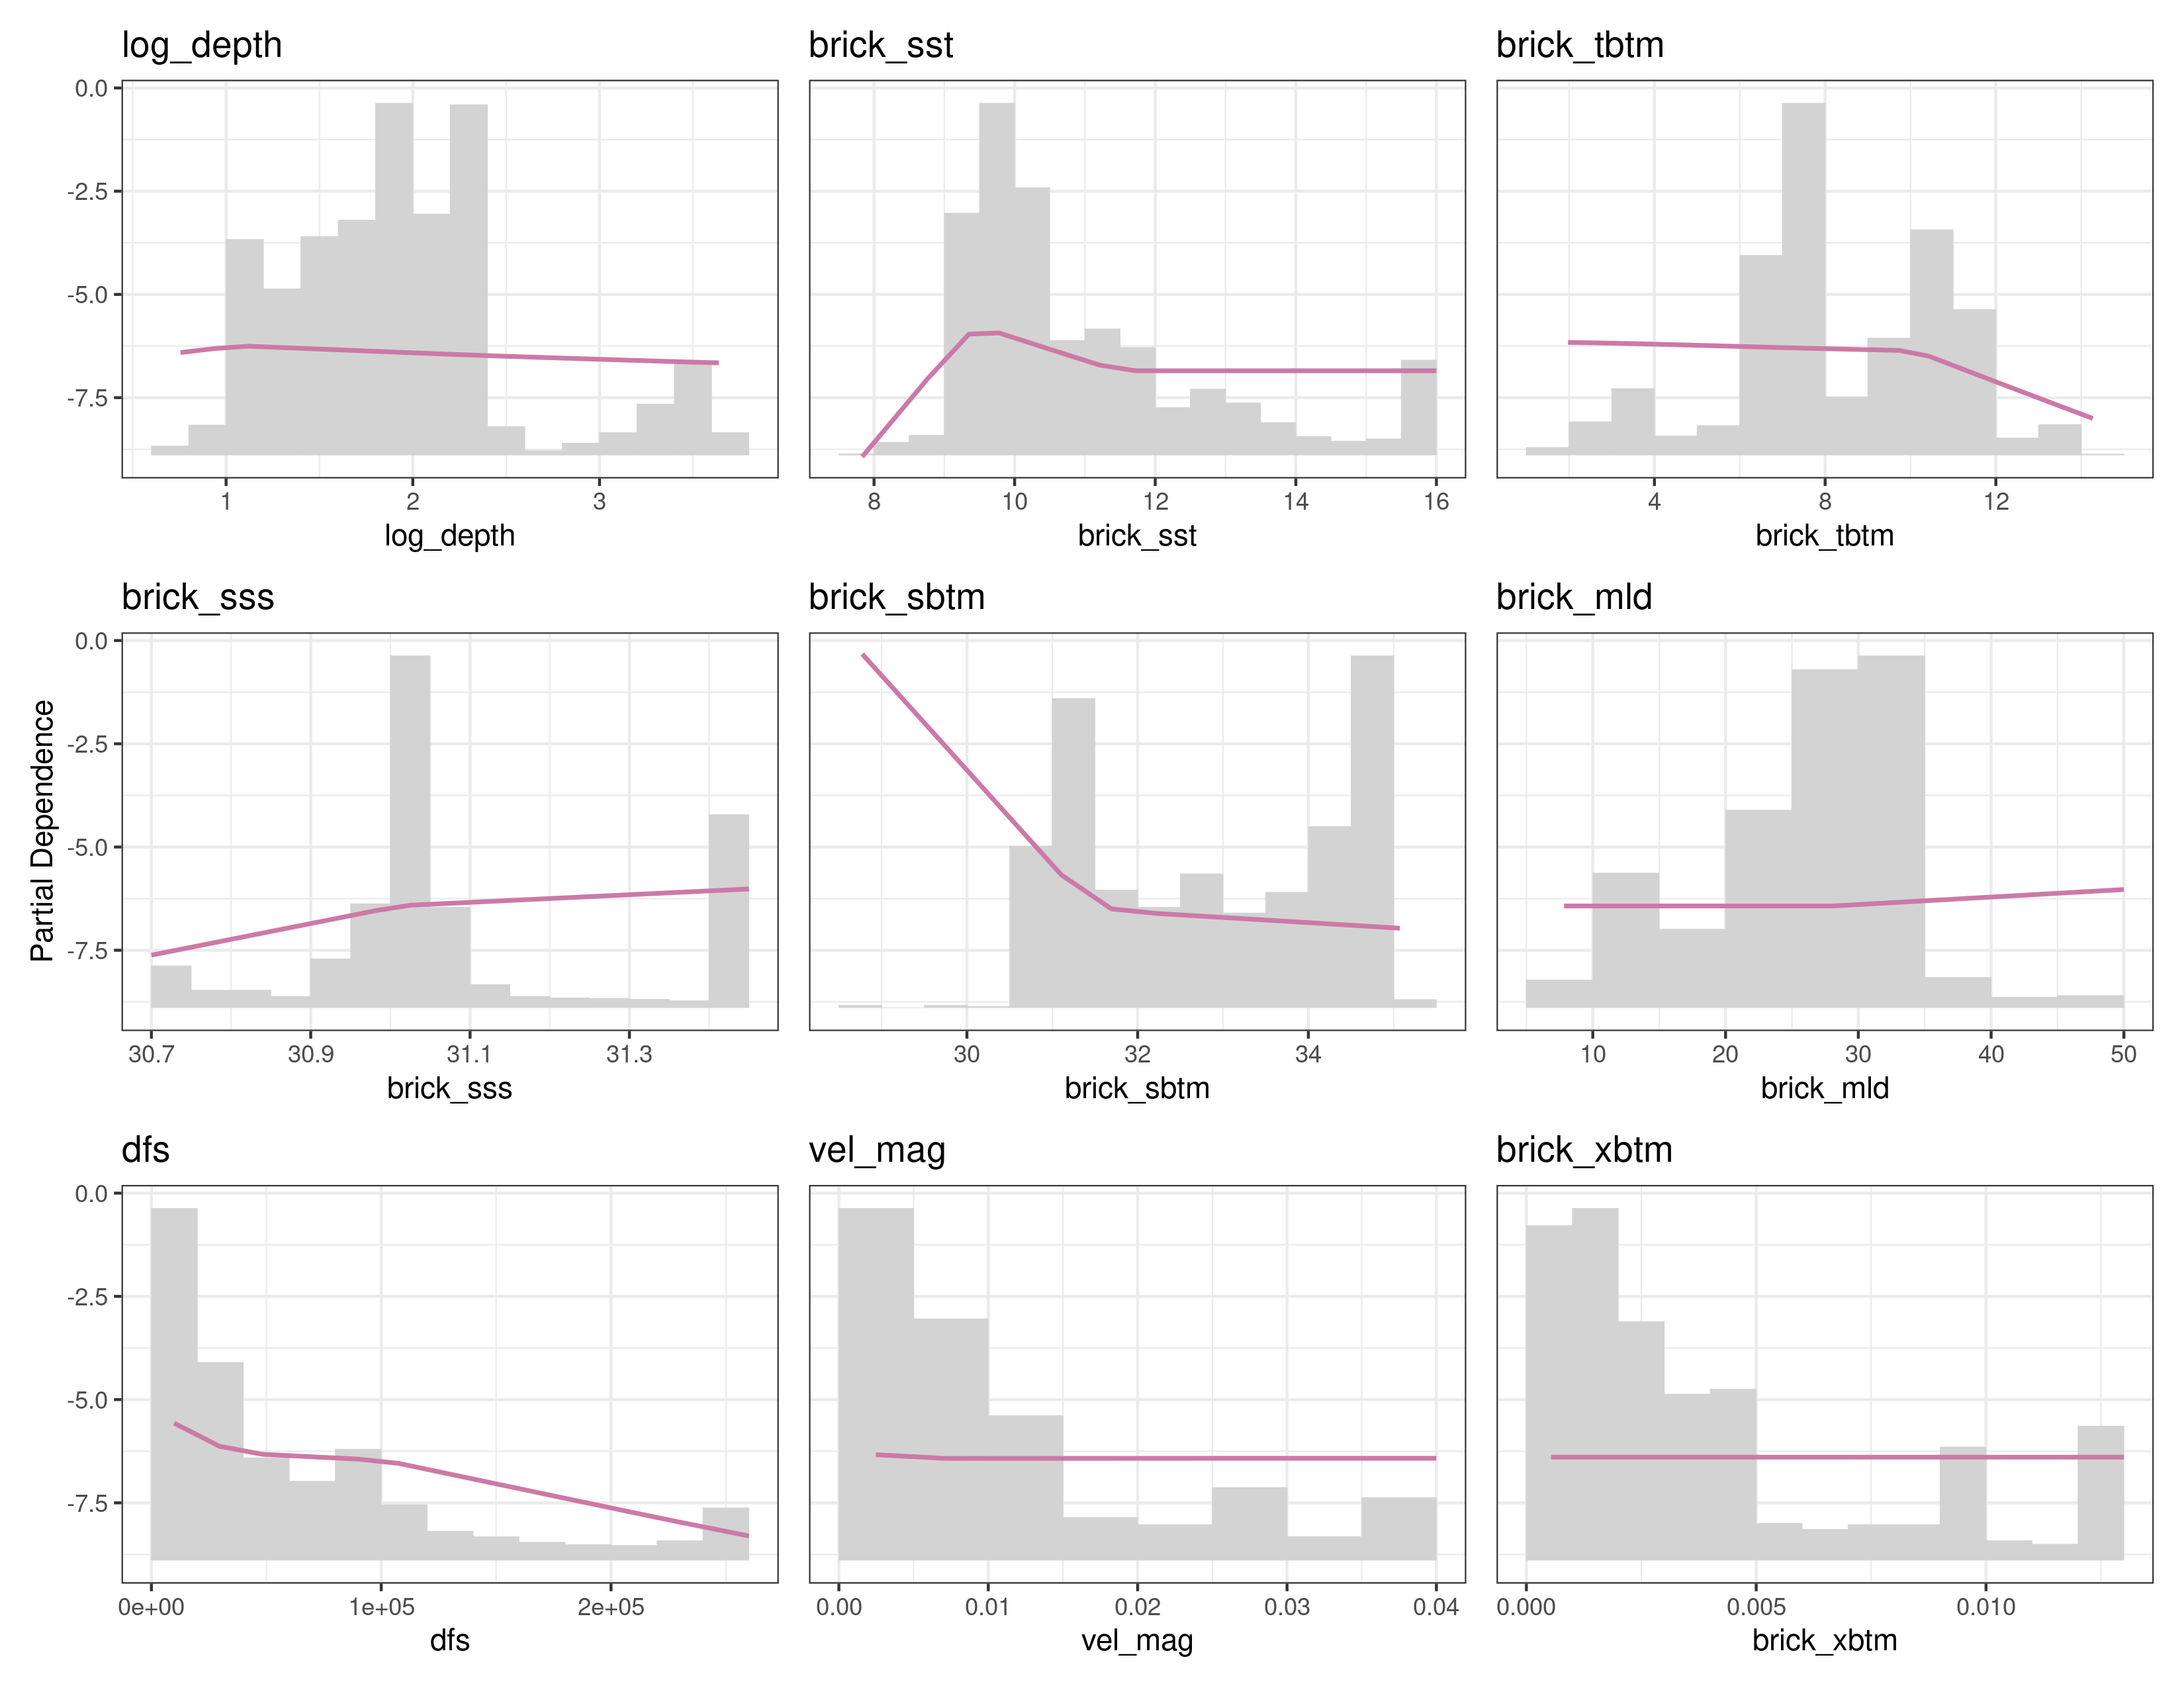 log_depth
brick_sst
brick_tbtm
0.0
-2.5
-5.0
-7.5
1 2 3
8 10 12 14 16
4 8 12
log_depth
brick_sst
brick_tbtm
brick_sss
brick_sbtm
brick_mld
Partial Dependence
0.0
-2.5
-5.0
-7.5
30.7 30.9 31.1 31.3
30 32 34
10 20 30 40 50
brick_sss
brick_sbtm
brick_mld
dfs
vel_mag
brick_xbtm
0.0
-2.5
-5.0
-7.5
0e+00 1e+05 2e+05
0.00 0.01 0.02 0.03 0.04
0.000 0.005 0.010
dfs
vel_mag
brick_xbtm